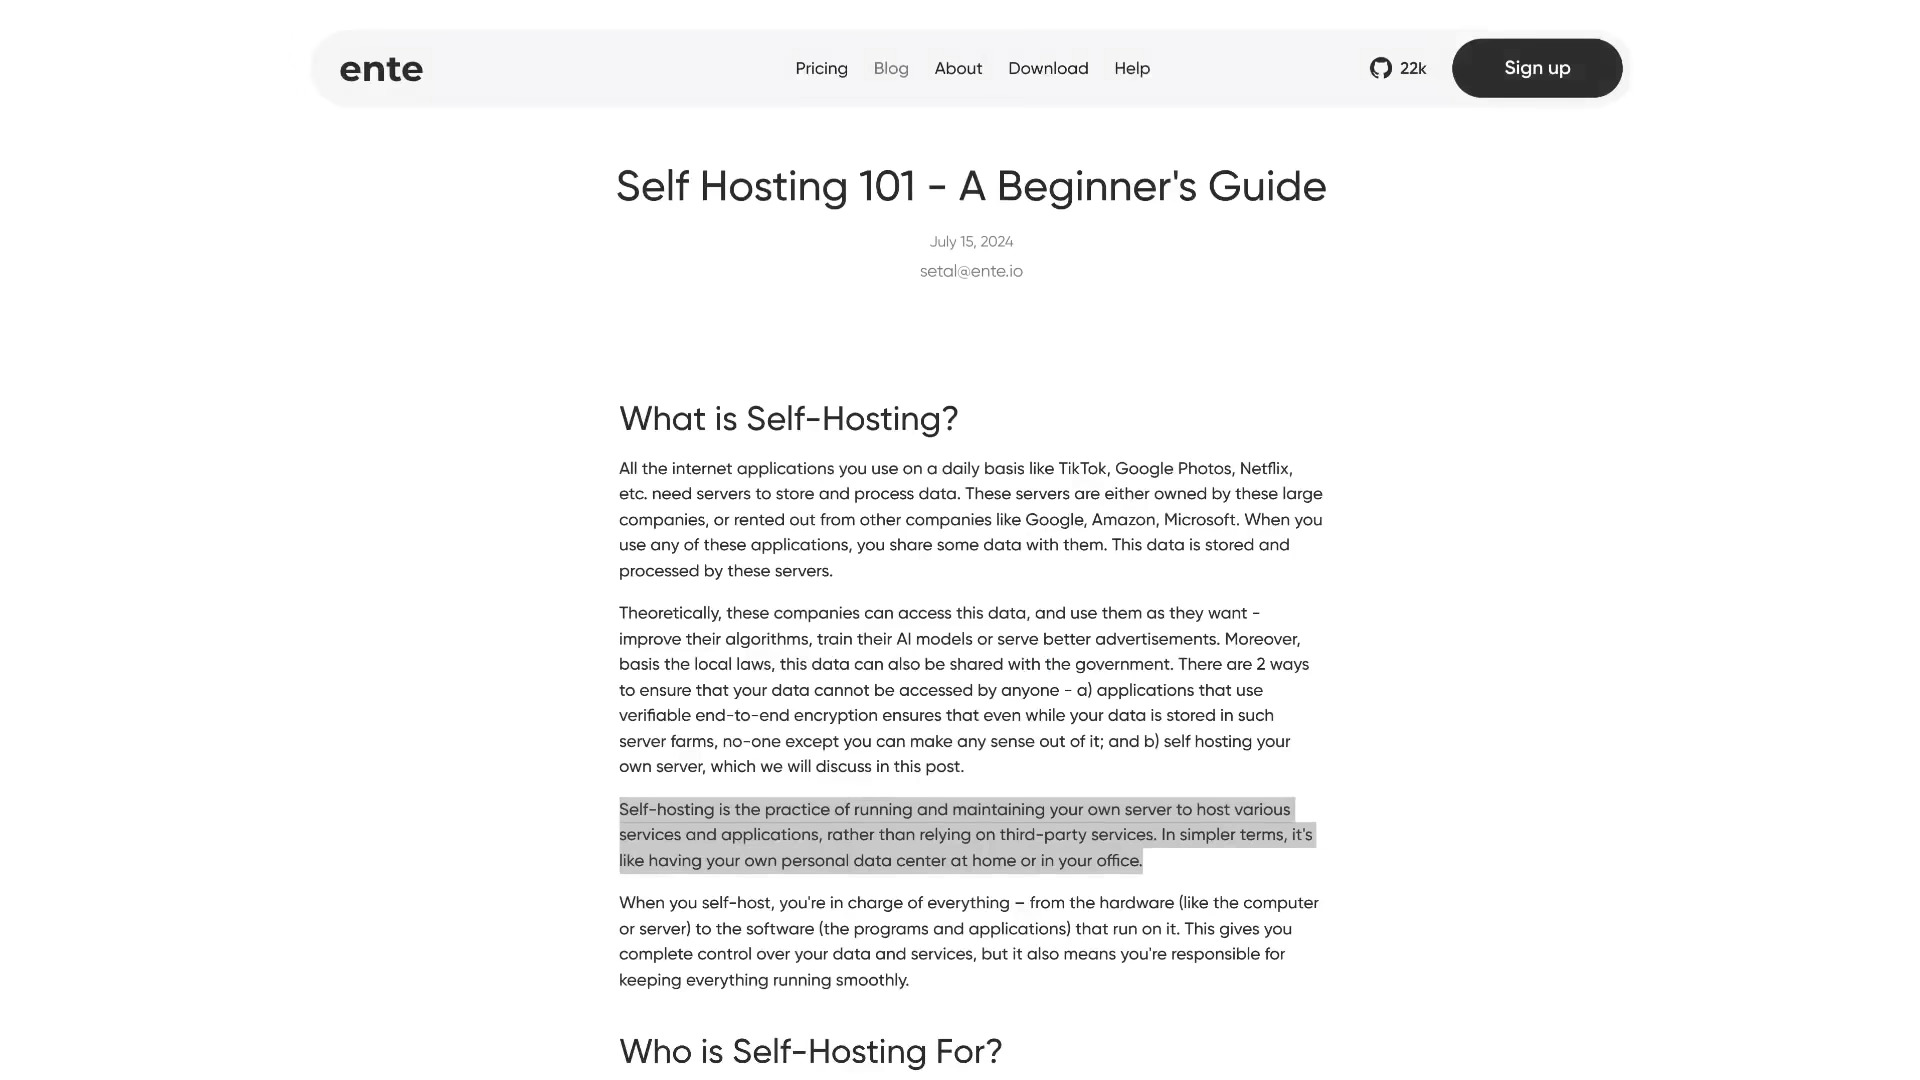 ente
Pricing Blog About Download Help
22k
Sign up
Self Hosting 101 - A Beginner's Guide
July 15, 2024
setal@ente.io
What is Self-Hosting?
All the internet applications you use on a daily basis like TikTok, Google Photos, Netflix,
etc. need servers to store and process data. These servers are either owned by these large
companies, or rented out from other companies like Google, Amazon, Microsoft. When you
use any of these applications, you share some data with them. This data is stored and
processed by these servers.
Theoretically, these companies can access this data, and use them as they want -
improve their algorithms, train their AI models or serve better advertisements. Moreover,
basis the local laws, this data can also be shared with the government. There are 2 ways
to ensure that your data cannot be accessed by anyone - a) applications that use
verifiable end-to-end encryption ensures that even while your data is stored in such
server farms, no-one except you can make any sense out of it; and b) self hosting your
own server, which we will discuss in this post.
Self-hosting is the practice of running and maintaining your own server to host various
services and applications, rather than relying on third-party services. In simpler terms, it's
like having your own personal data center at home or in your office.
When you self-host, you're in charge of everything – from the hardware (like the computer
or server) to the software (the programs and applications) that run on it. This gives you
complete control over your data and services, but it also means you're responsible for
keeping everything running smoothly.
Who is Self-Hosting For?